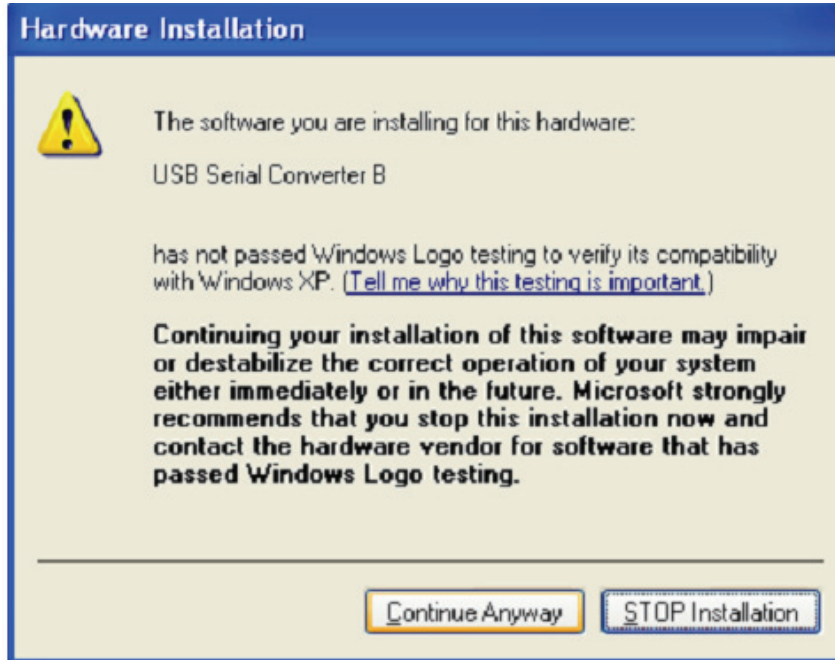 Hardware Installation
The software you are installing for this hardware:
USB Serial Converter B
has not passed Windows Logo testing to verify its compatibility
with Windows XP. (Tell me why this testing is important.)
Continuing your installation of this software may impair
or destabilize the correct operation of your system
either immediately or in the future. Microsoft strongly
recommends that you stop this installation now and
contact the hardware vendor for software that has
passed Windows Logo testing.
Continue Anyway
STOP Installation